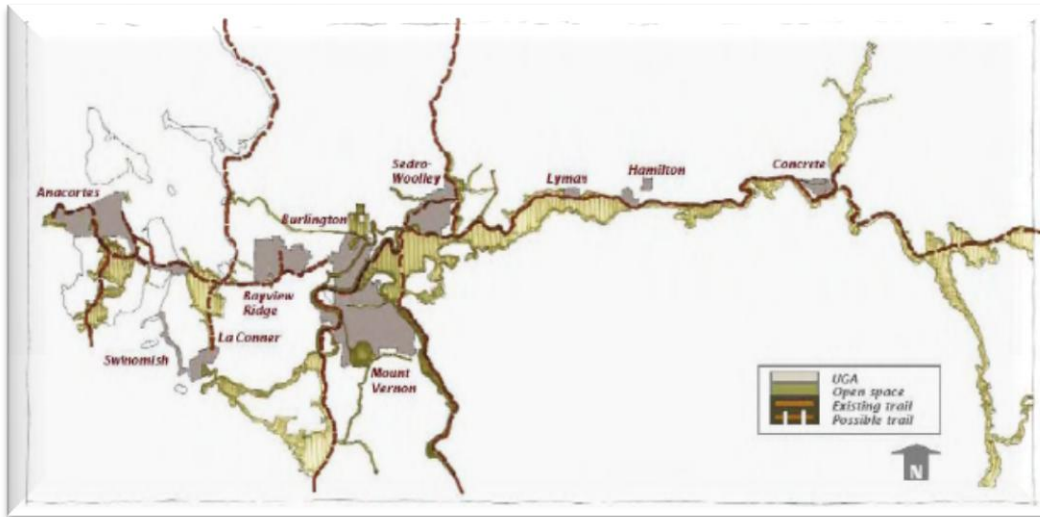 Anacortes
Sedro-
Woolley
Lyman
Hamilton
Concrete
Burlington
Bayview
Ridge
La Conner
Swinomish
Mount
Vernon
UGA
Open space
Existing trail
Possible trail
N